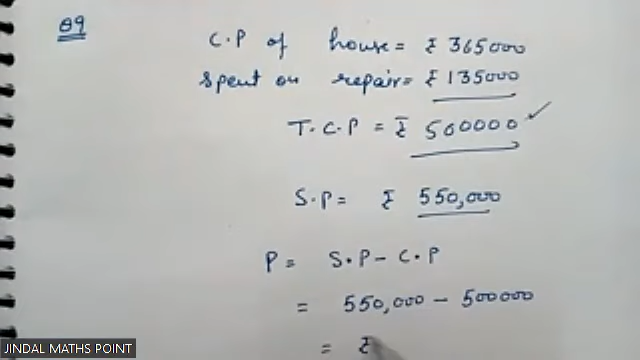 Q9
C.P of house = ₹ 365000
spent on repair = ₹ 135000
T.C.P = ₹ 500000 ✓
S.P = ₹ 550,000
P = S.P - C.P
= 550,000 - 500000
= ₹
JINDAL MATHS POINT